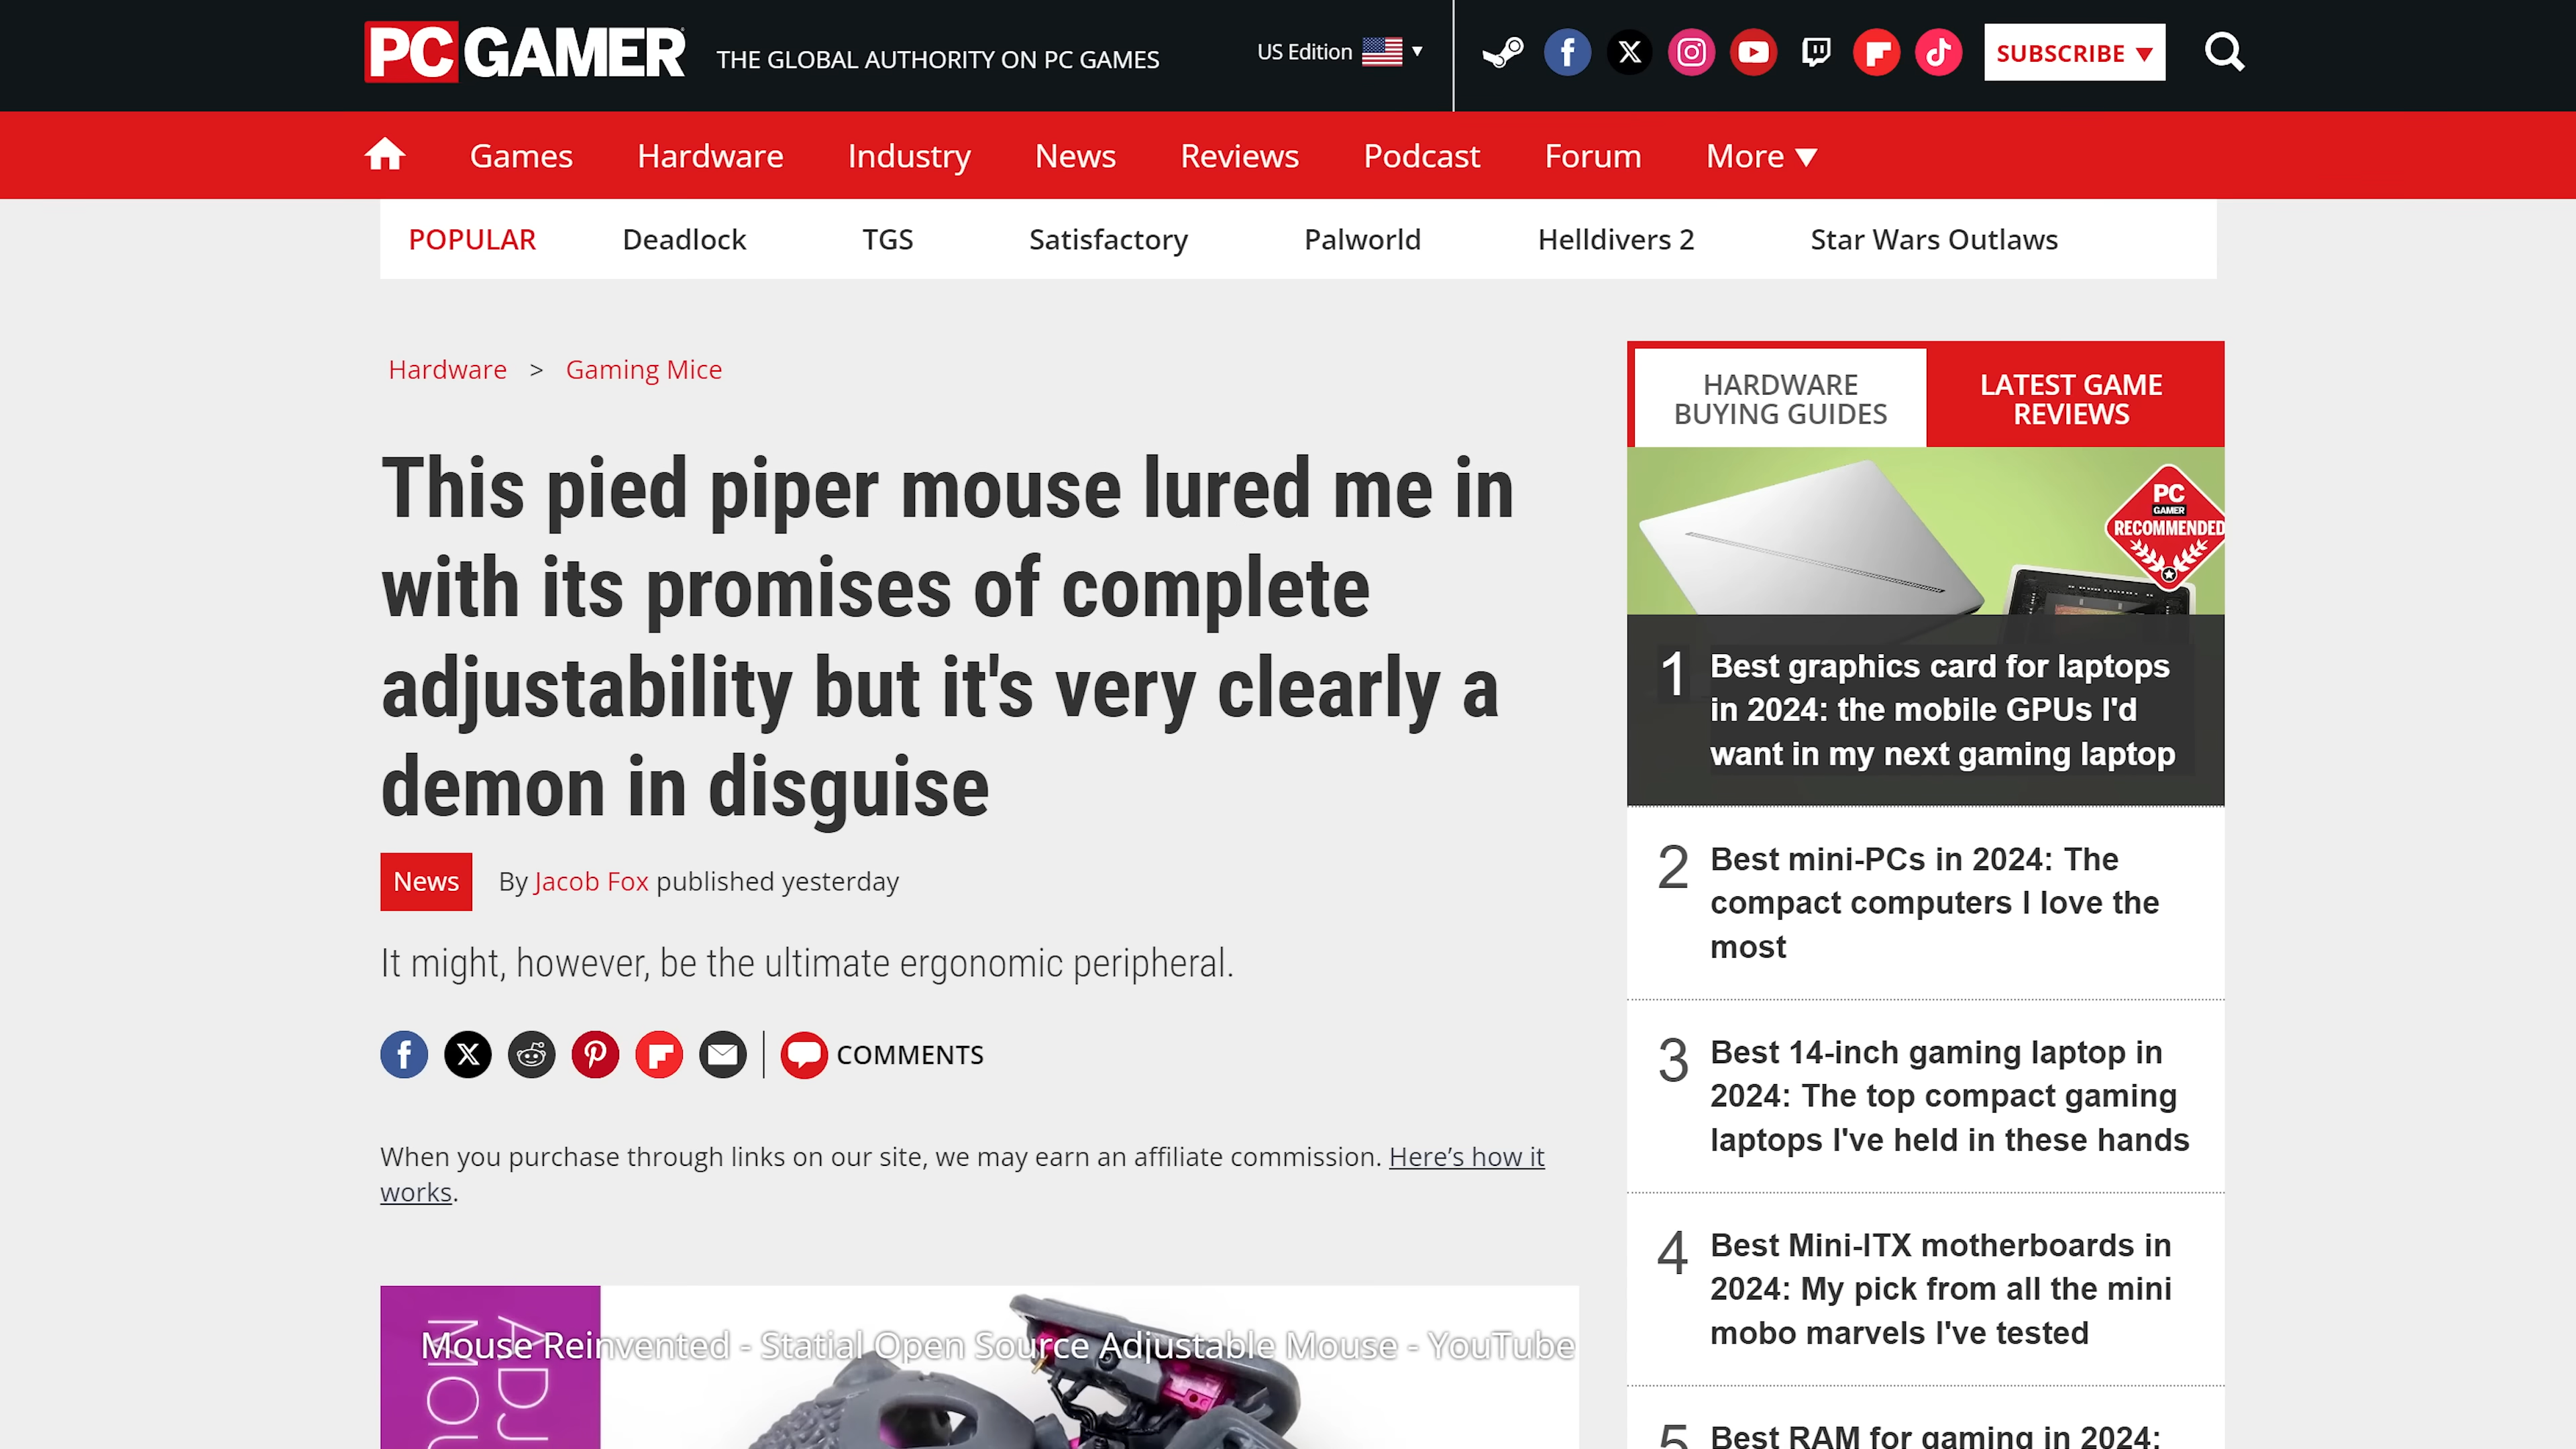 PC GAMER
THE GLOBAL AUTHORITY ON PC GAMES
US Edition
SUBSCRIBE
Games Hardware Industry News Reviews Podcast Forum More
POPULAR Deadlock TGS Satisfactory Palworld Helldivers 2 Star Wars Outlaws
Hardware > Gaming Mice
This pied piper mouse lured me in
with its promises of complete
adjustability but it's very clearly a
demon in disguise
News By Jacob Fox published yesterday
It might, however, be the ultimate ergonomic peripheral.
COMMENTS
When you purchase through links on our site, we may earn an affiliate commission. Here’s how it
works.
Mouse Reinvented - Statial Open Source Adjustable Mouse - YouTube
ADJ
MOU
HARDWARE
BUYING GUIDES
LATEST GAME
REVIEWS
PC
GAMER
RECOMMENDED
1 Best graphics card for laptops
in 2024: the mobile GPUs I'd
want in my next gaming laptop
2 Best mini-PCs in 2024: The
compact computers I love the
most
3 Best 14-inch gaming laptop in
2024: The top compact gaming
laptops I've held in these hands
4 Best Mini-ITX motherboards in
2024: My pick from all the mini
mobo marvels I've tested
5 Best RAM for gaming in 2024: